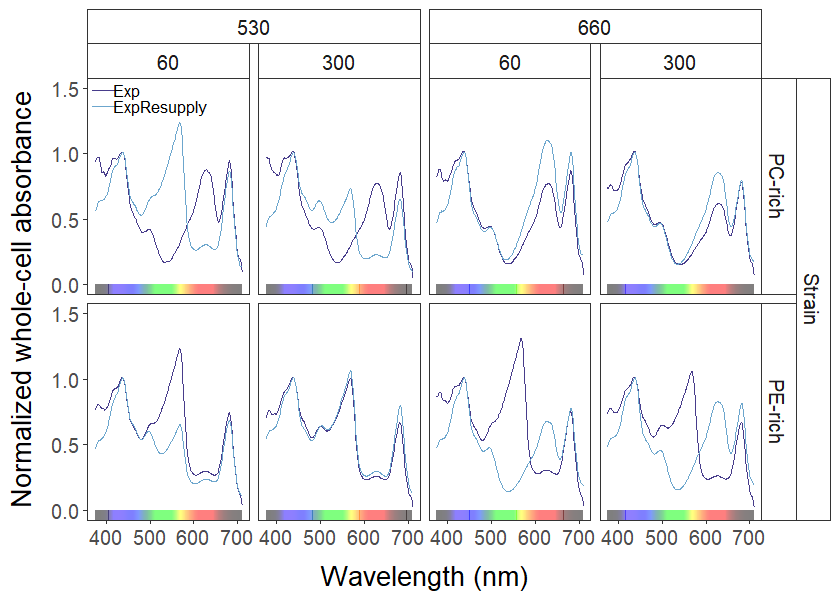 530 660
60 300 60 300
Exp
ExpResupply
1.5
1.0
0.5
0.0
PC-rich
1.5
1.0
0.5
0.0
PE-rich
Strain
Normalized whole-cell absorbance
400 500 600 700 400 500 600 700 400 500 600 700 400 500 600 700
Wavelength (nm)